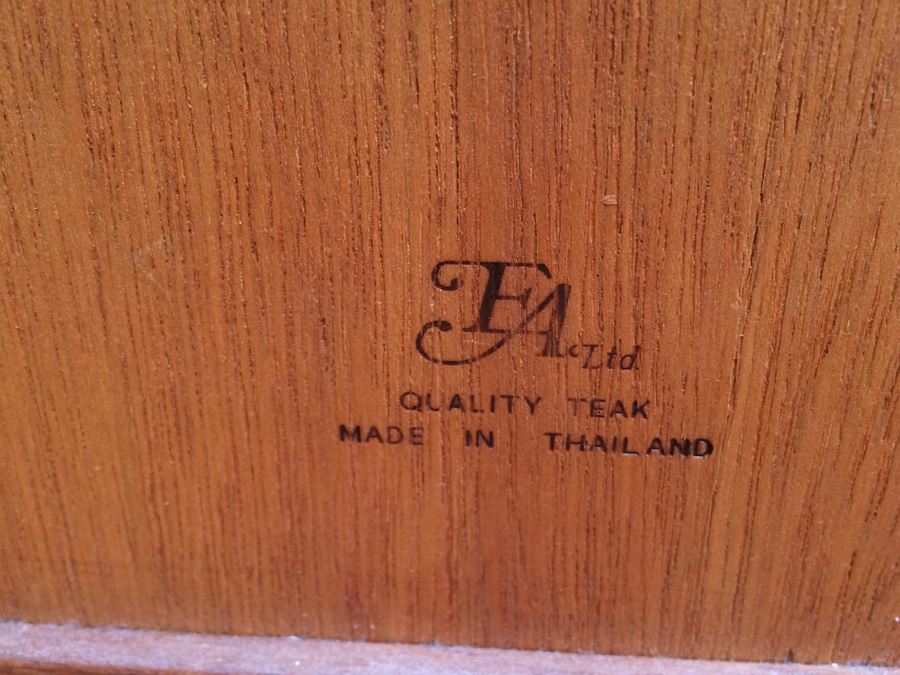 FA Ltd.
QUALITY TEAK
MADE IN THAILAND